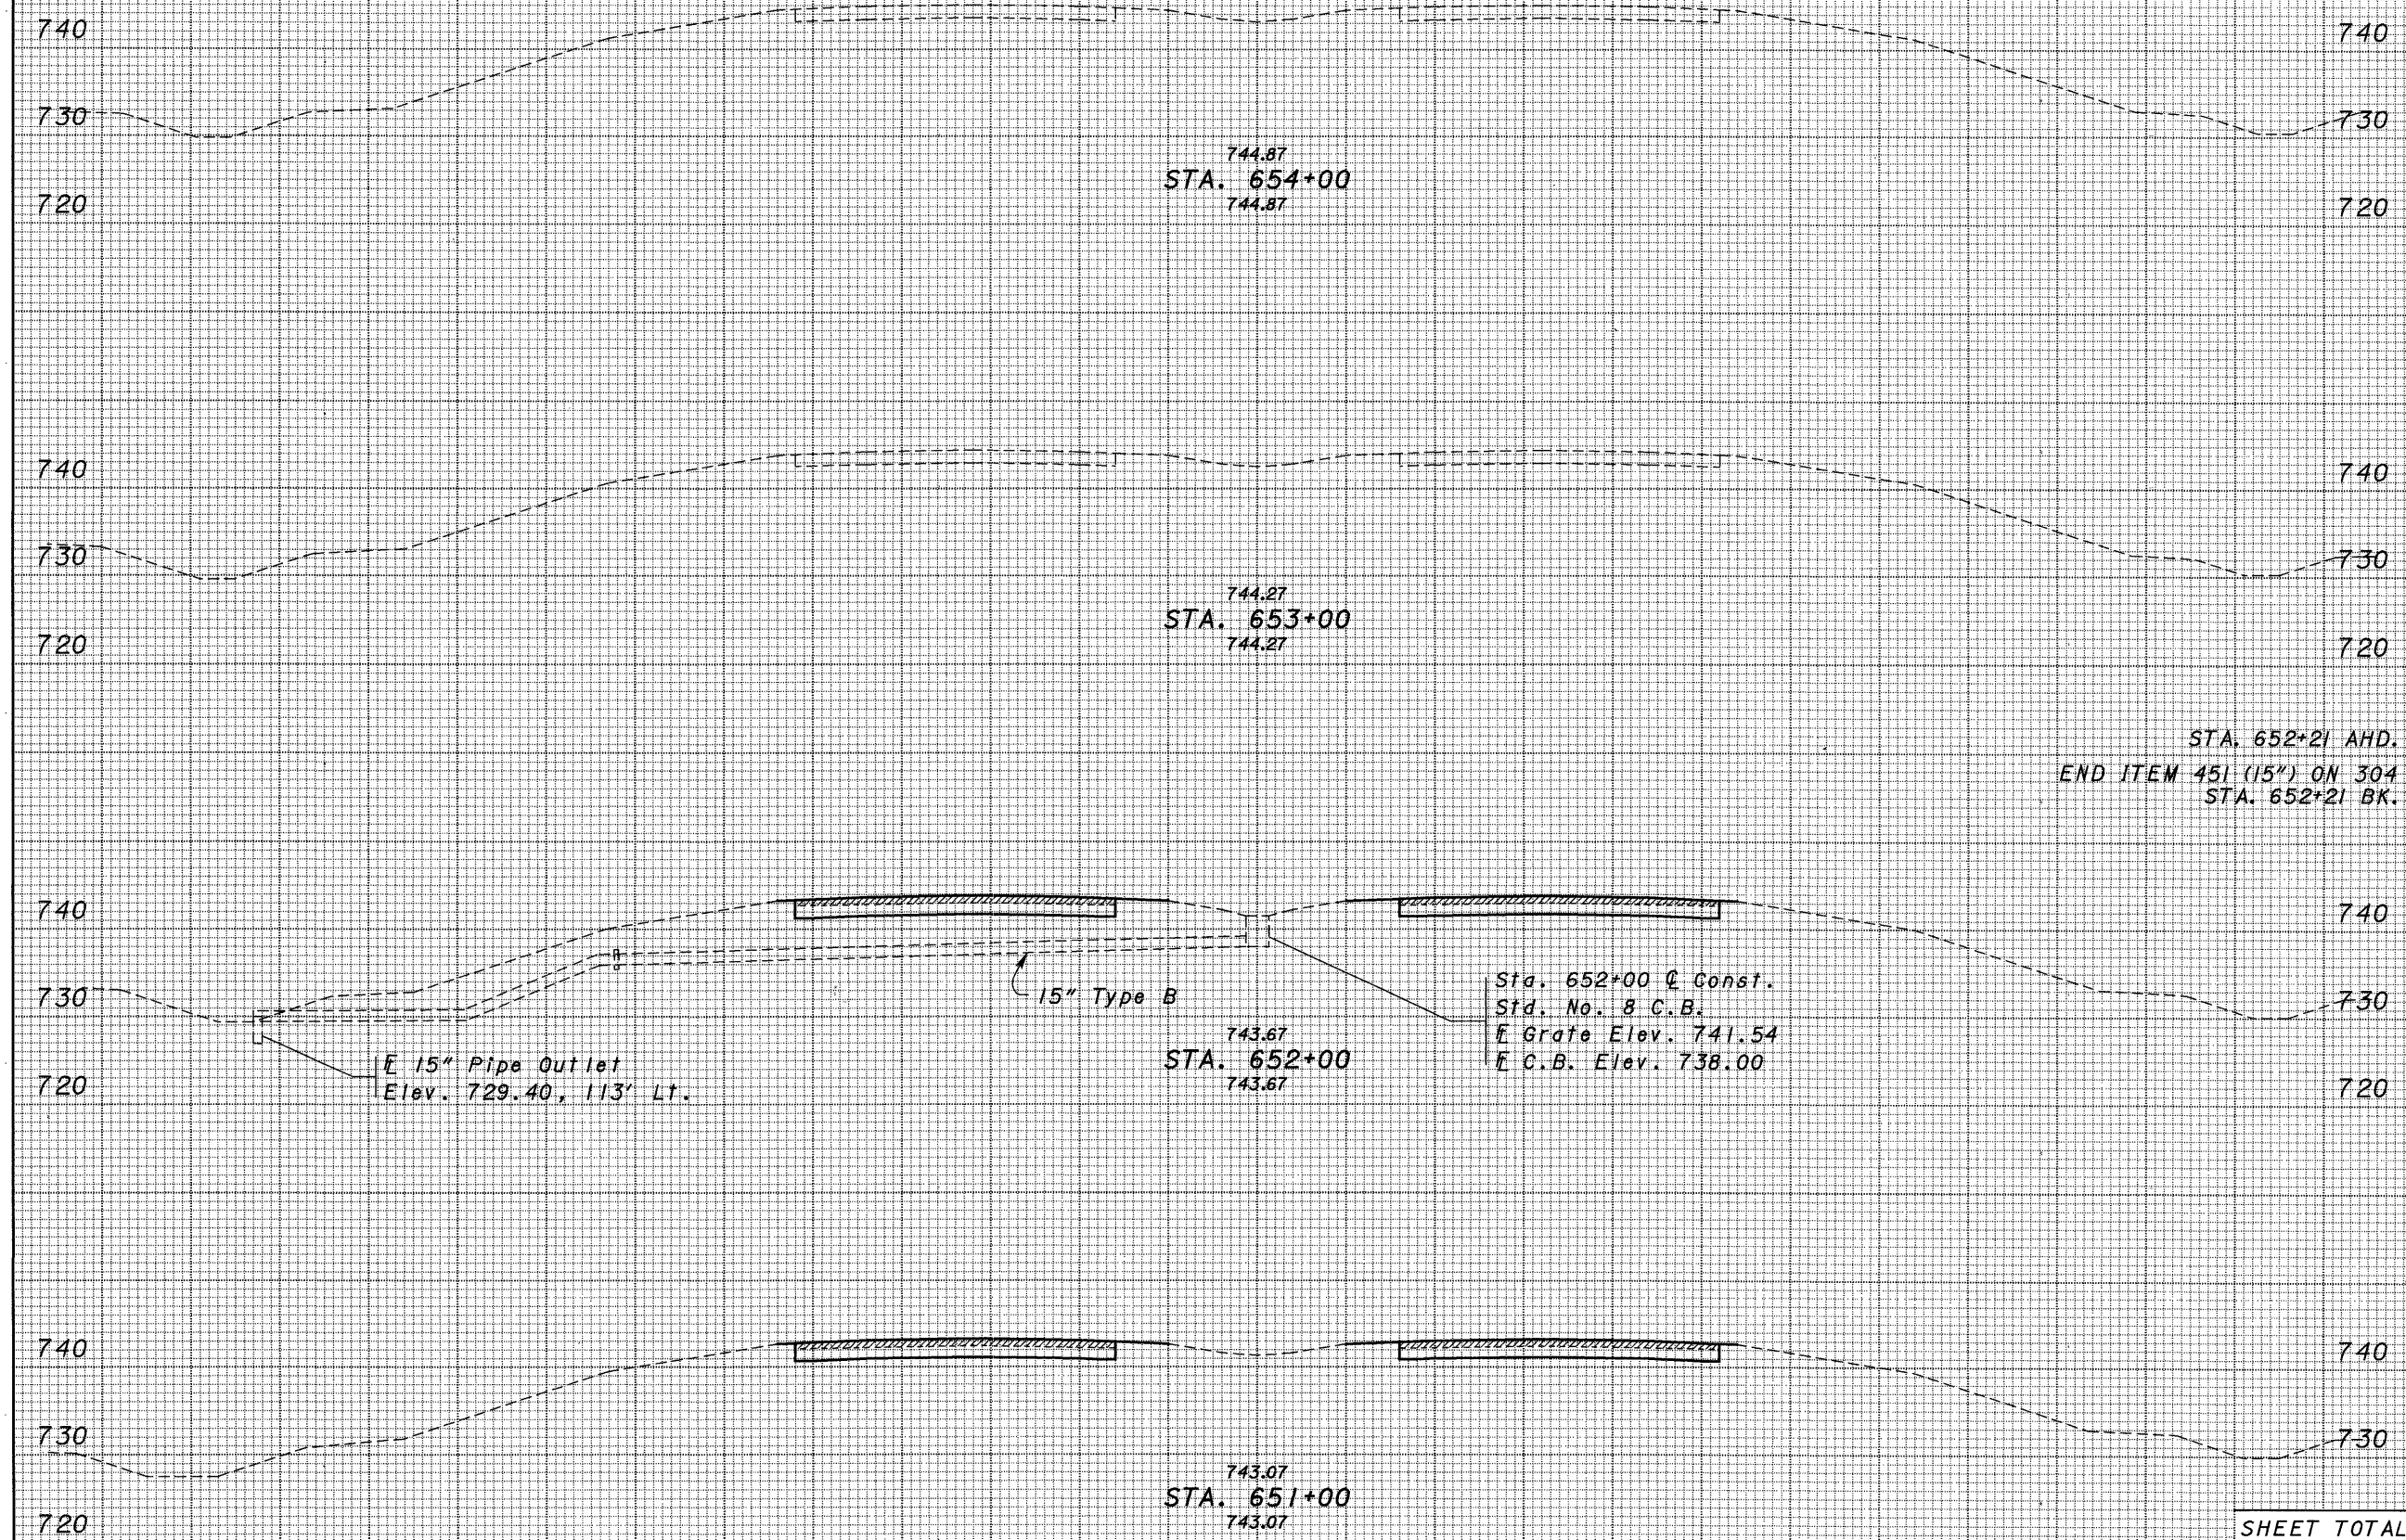 740 740
730 730
744.87
STA. 654+00
744.87
720 720
740 740
730 730
744.27
STA. 653+00
744.27
720 720
STA. 652+21 AHD.
END ITEM 451 (15") ON 304
STA. 652+21 BK.
740 740
730 730
15" Type B
Sta. 652+00 ℄ Const.
Std. No. 8 C.B.
Grate Elev. 741.54
C.B. Elev. 738.00
743.67
STA. 652+00
743.67
15" Pipe Outlet
Elev. 729.40, 113' Lt.
720 720
740 740
730 730
743.07
STA. 651+00
743.07
720
SHEET TOTAL